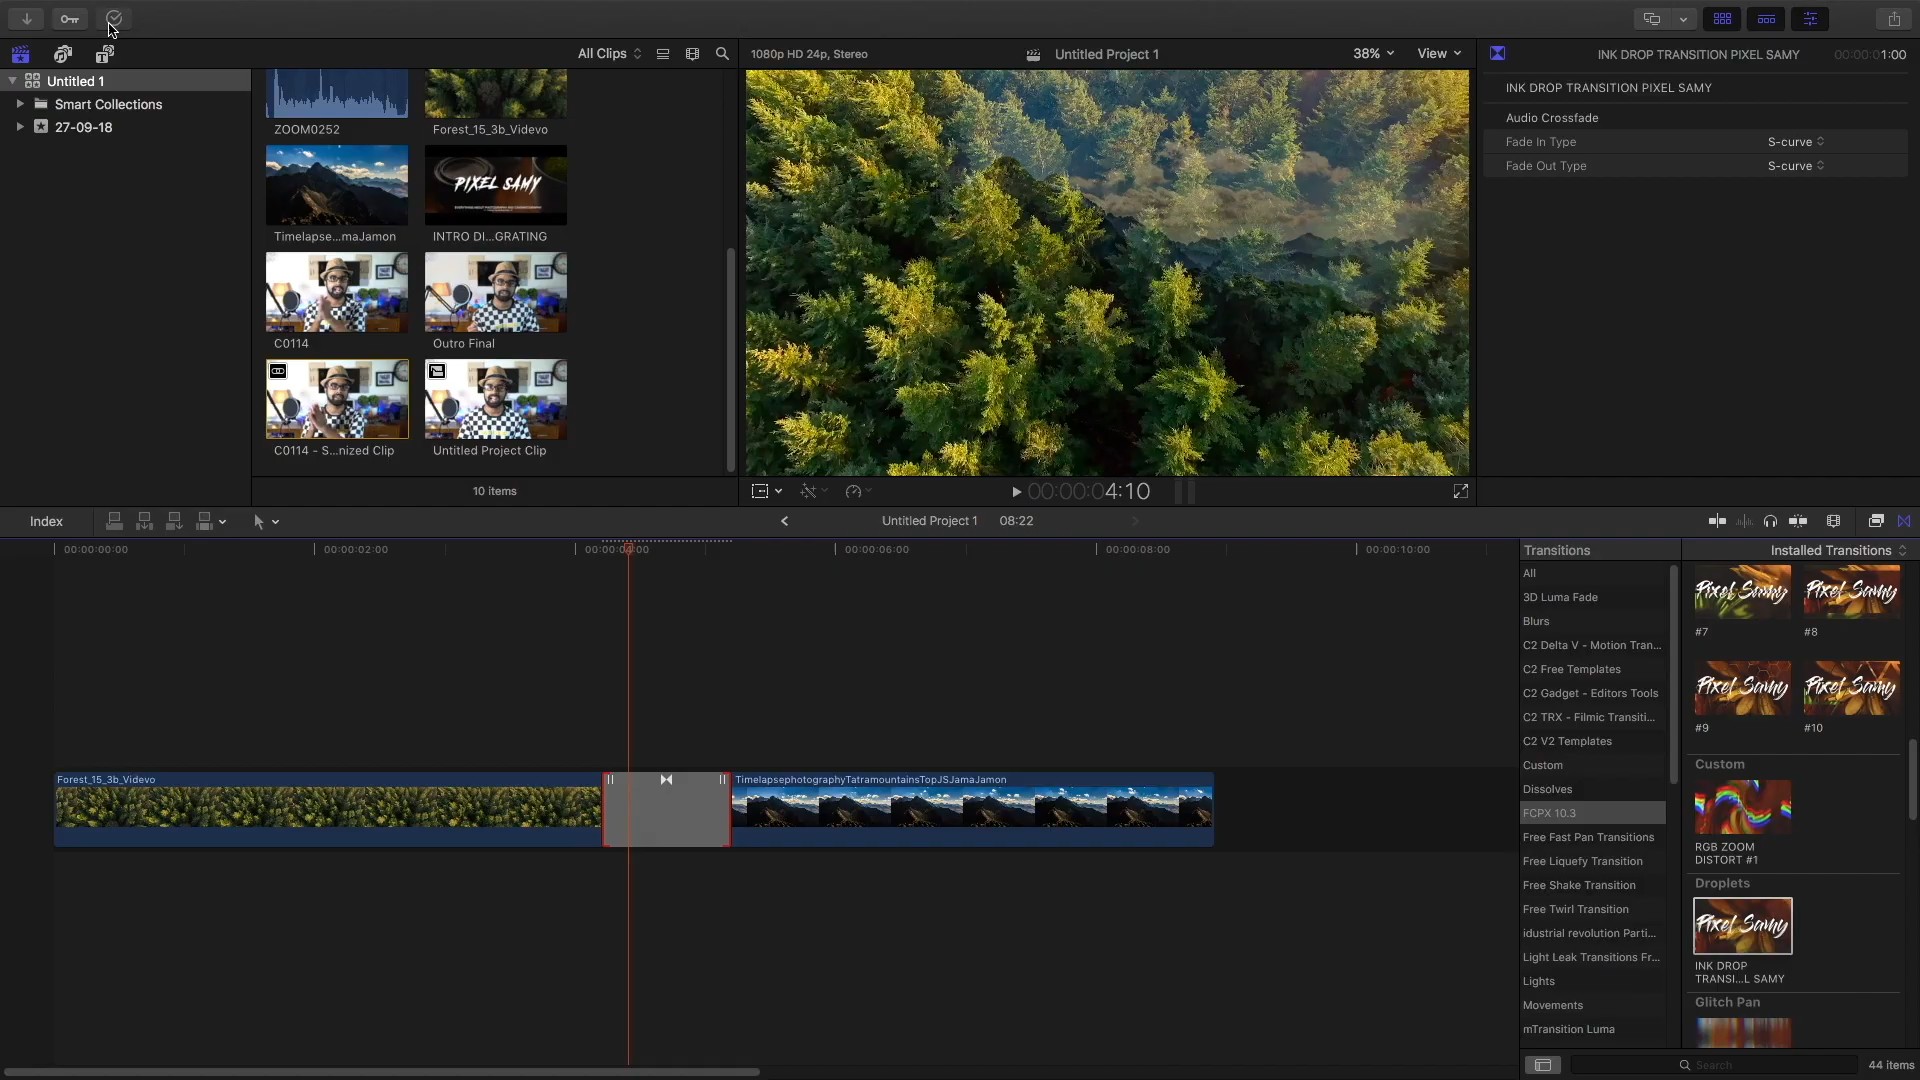 All Clips
1080p HD 24p, Stereo
Untitled Project 1
38%
View
INK DROP TRANSITION PIXEL SAMY
00:00:01:00
Untitled 1
Smart Collections
27-09-18
ZOOM0252
Forest_15_3b_Videvo
Timelapse...maJamon
PIXEL SAMY
INTRO DI...GRATING
C0114
Outro Final
C0114 - S...nized Clip
Untitled Project Clip
10 items
INK DROP TRANSITION PIXEL SAMY
Audio Crossfade
Fade In Type
S-curve
Fade Out Type
S-curve
00:00:04:10
Index
Untitled Project 1
08:22
00:00:00:00
00:00:02:00
00:00:04:00
00:00:06:00
00:00:08:00
00:00:10:00
Forest_15_3b_Videvo
TimelapsephotographyTatramountainsTopJSJamaJamon
Transitions
Installed Transitions
All
3D Luma Fade
Blurs
C2 Delta V - Motion Tran...
C2 Free Templates
C2 Gadget - Editors Tools
C2 TRX - Filmic Transiti...
C2 V2 Templates
Custom
Dissolves
FCPX 10.3
Free Fast Pan Transitions
Free Liquefy Transition
Free Shake Transition
Free Twirl Transition
idustrial revolution Parti...
Light Leak Transitions Fr...
Lights
Movements
mTransition Luma
Pixel Samy
Pixel Samy
#7
#8
Pixel Samy
Pixel Samy
#9
#10
Custom
RGB ZOOM
DISTORT #1
Droplets
Pixel Samy
INK DROP
TRANSI...L SAMY
Glitch Pan
Search
44 items